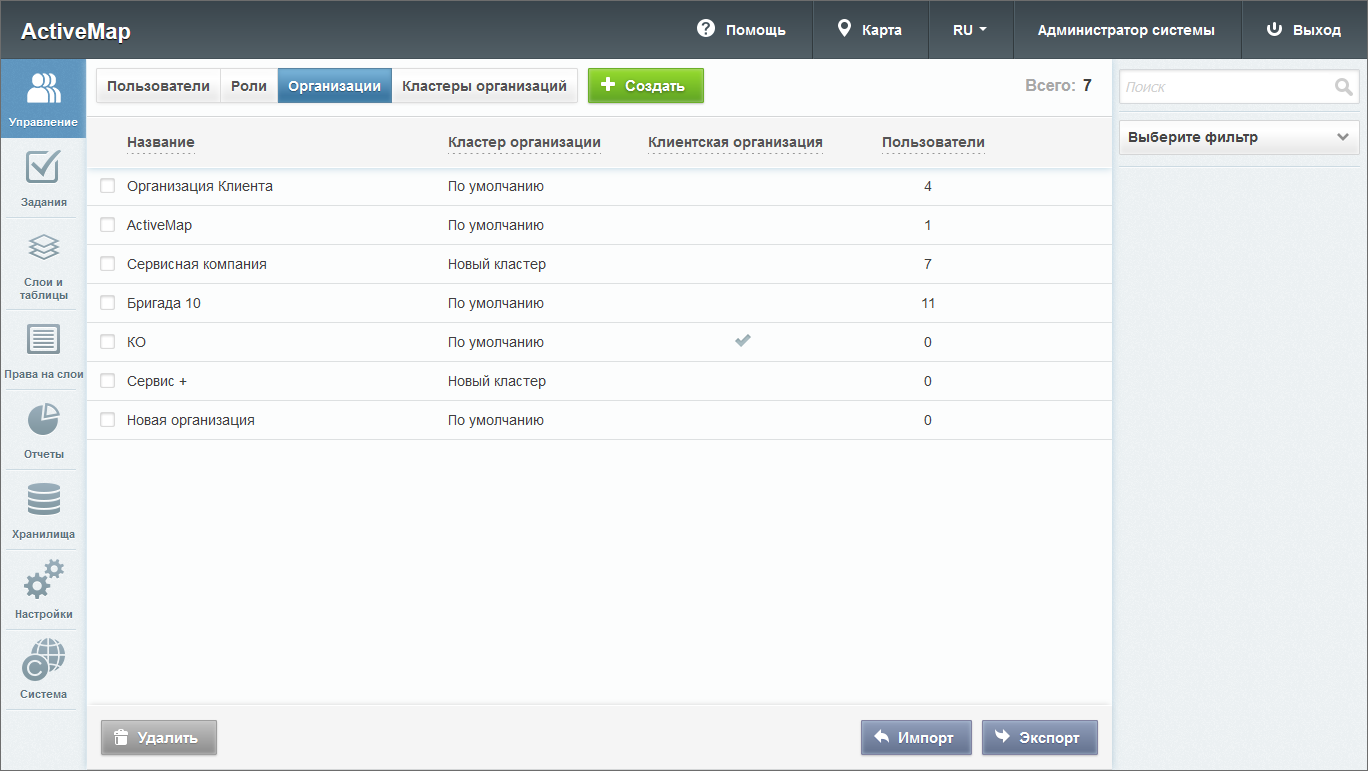 ActiveMap
Помощь
Карта
RU
Администратор системы
Выход
Управление
Задания
Слои и
таблицы
Права на слои
Отчеты
Хранилища
Настройки
Система
Пользователи Роли Организации Кластеры организаций Создать Всего: 7
Название Кластер организации Клиентская организация Пользователи
Организация Клиента По умолчанию 4
ActiveMap По умолчанию 1
Сервисная компания Новый кластер 7
Бригада 10 По умолчанию 11
КО По умолчанию 0
Сервис + Новый кластер 0
Новая организация По умолчанию 0
Удалить Импорт Экспорт
Поиск
Выберите фильтр